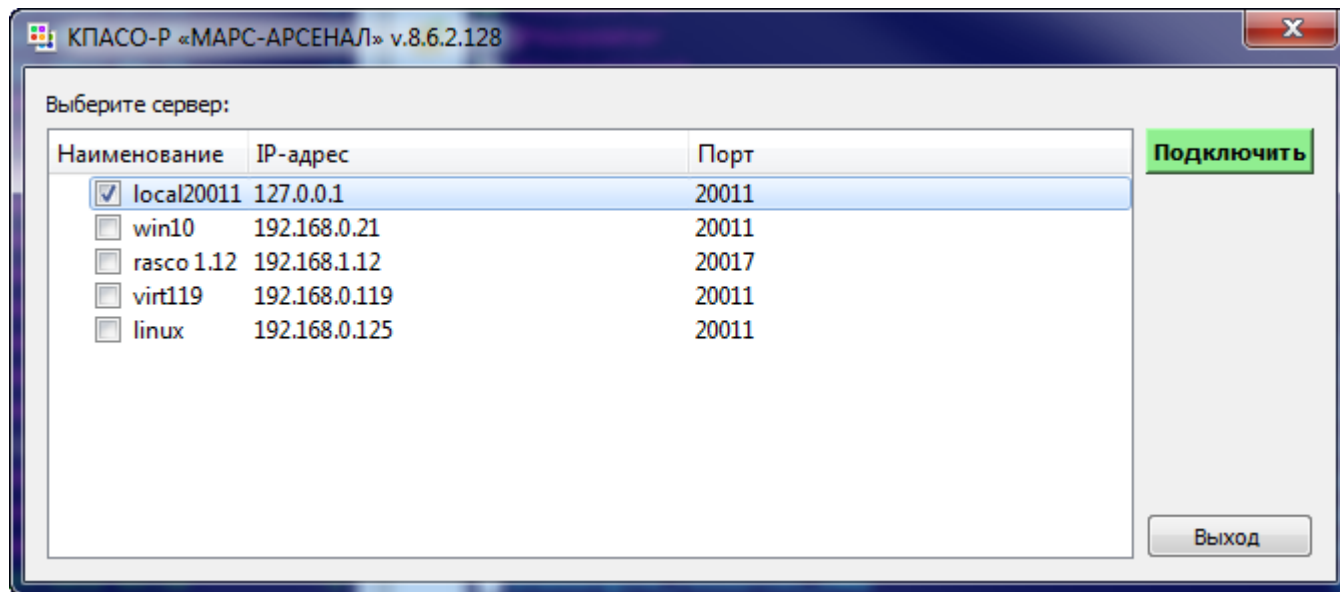 КПАСО-Р «МАРС-АРСЕНАЛ» v.8.6.2.128
Выберите сервер:
Наименование IP-адрес Порт
local20011 127.0.0.1 20011
win10 192.168.0.21 20011
rasco 1.12 192.168.1.12 20017
virt119 192.168.0.119 20011
linux 192.168.0.125 20011
Подключить
Выход